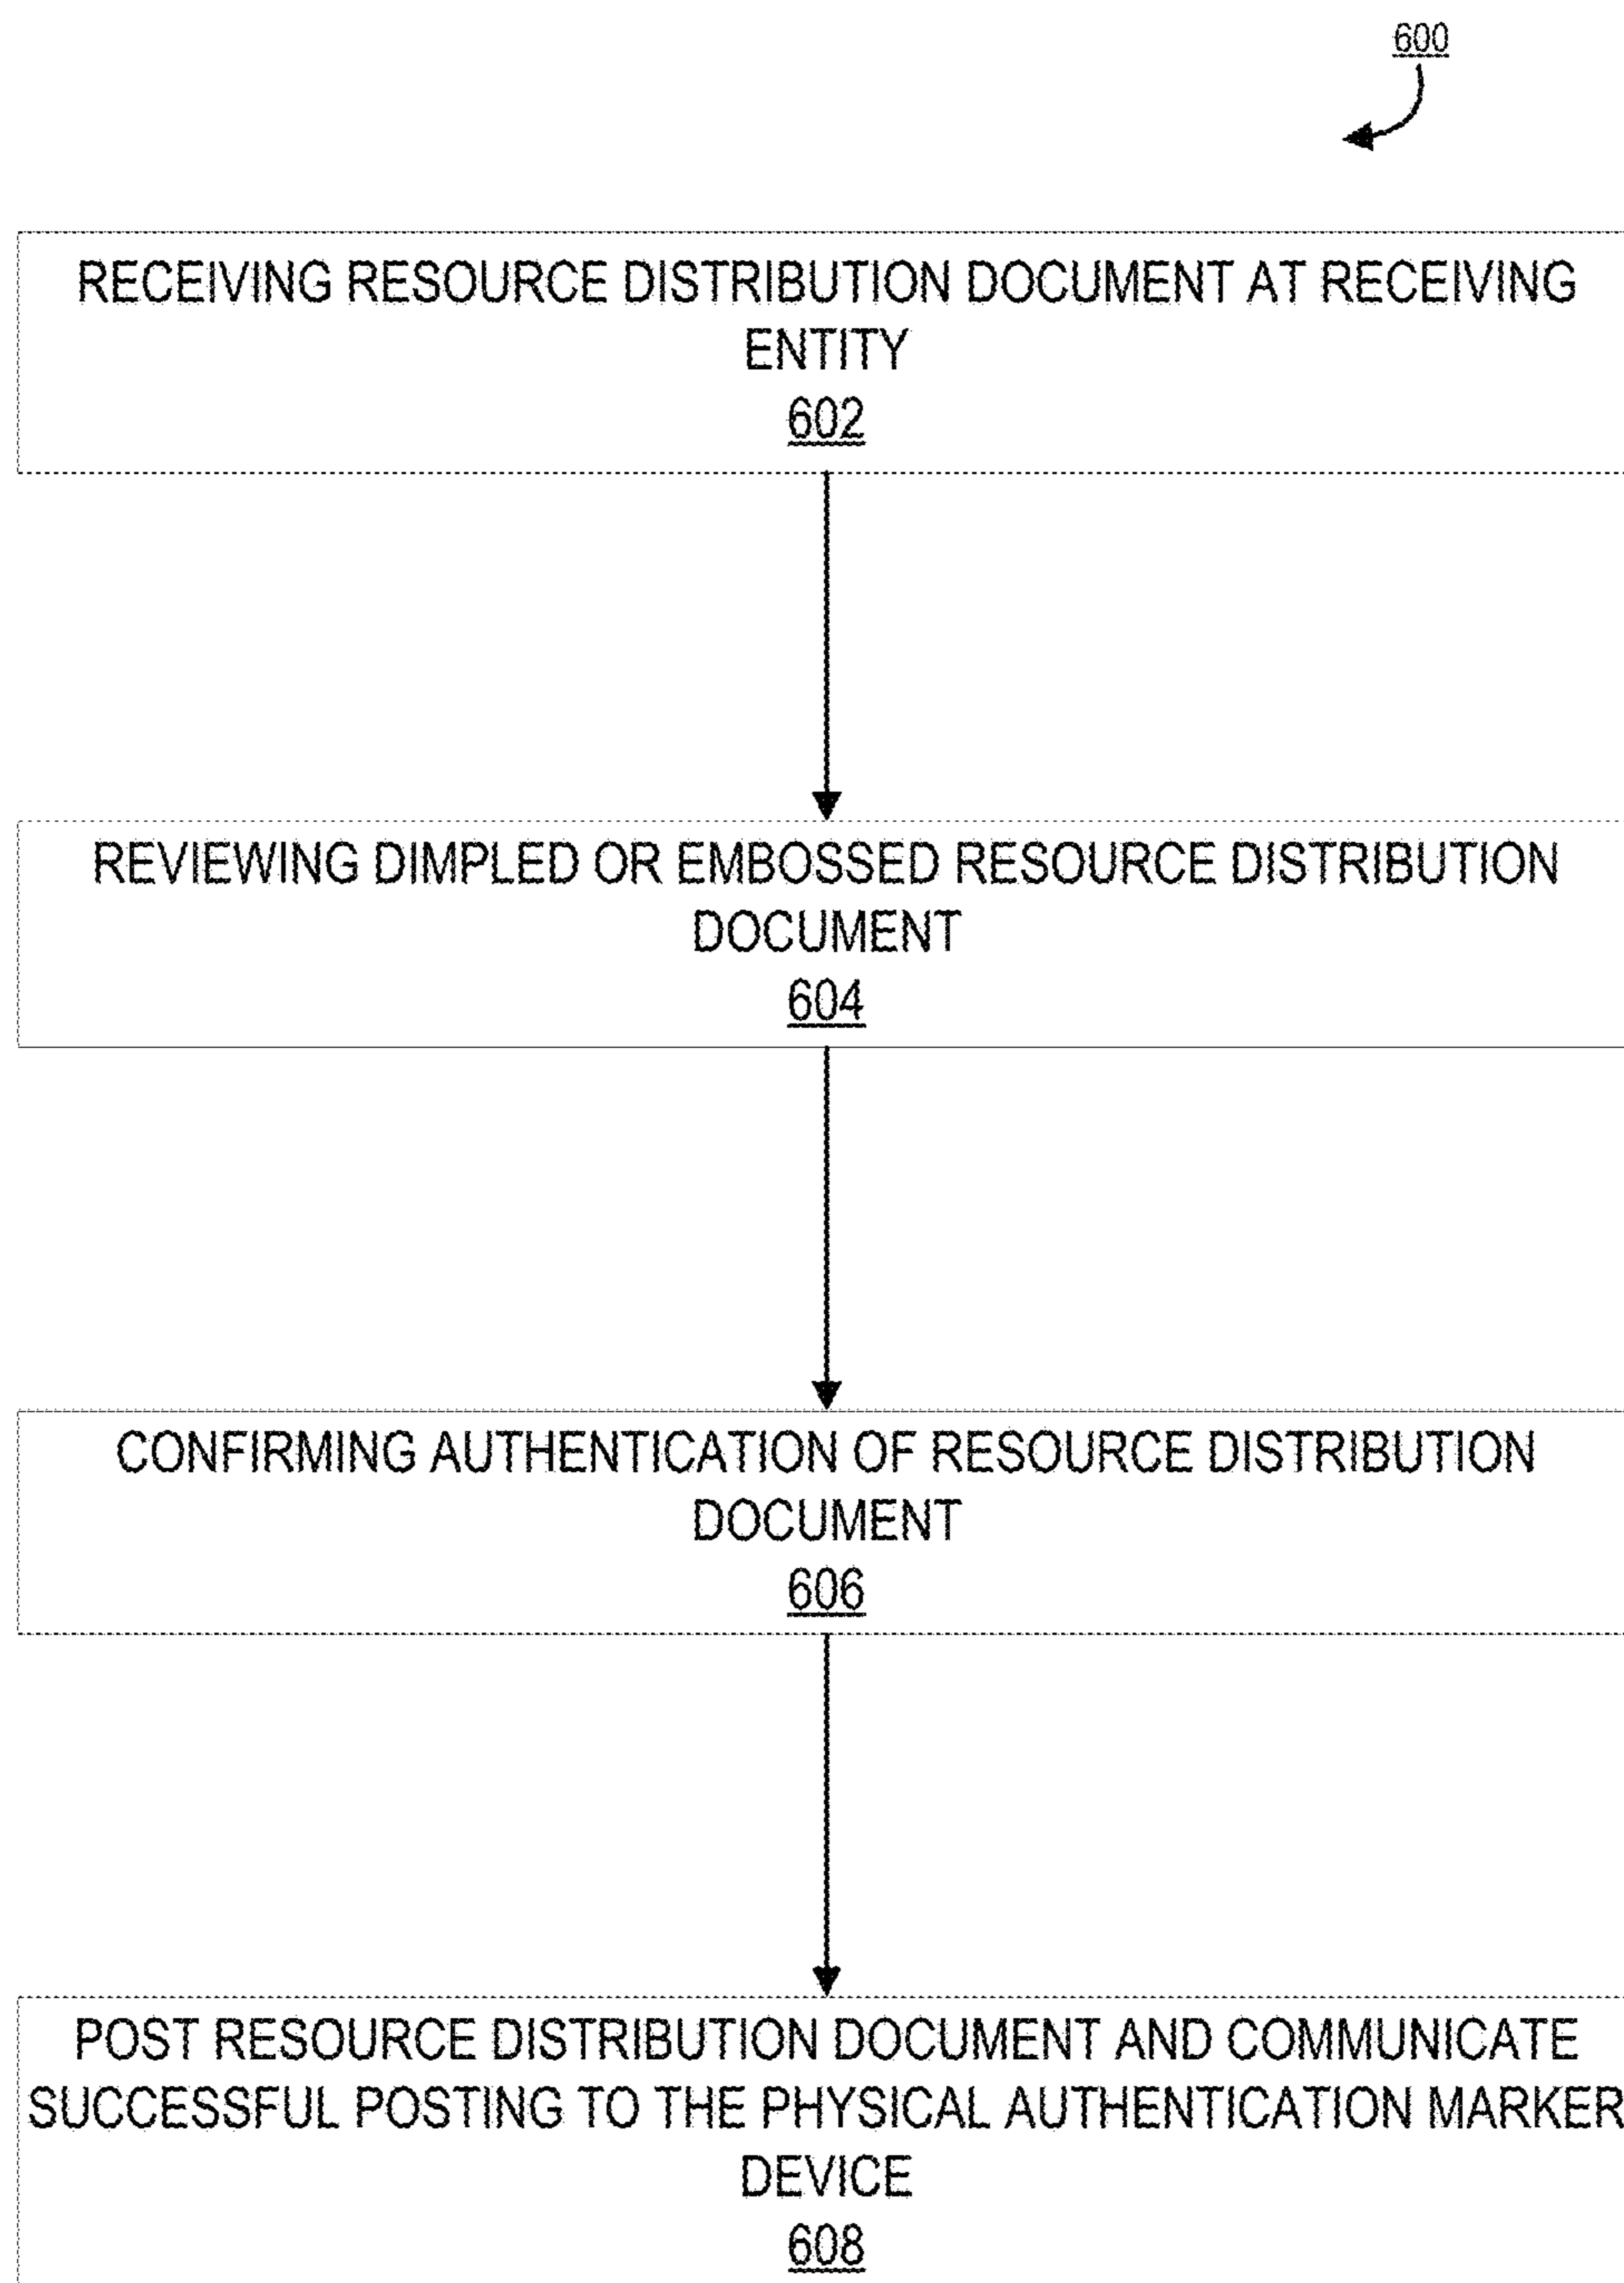 600
RECEIVING RESOURCE DISTRIBUTION DOCUMENT AT RECEIVING
ENTITY
602
REVIEWING DIMPLED OR EMBOSSED RESOURCE DISTRIBUTION
DOCUMENT
604
CONFIRMING AUTHENTICATION OF RESOURCE DISTRIBUTION
DOCUMENT
606
POST RESOURCE DISTRIBUTION DOCUMENT AND COMMUNICATE
SUCCESSFUL POSTING TO THE PHYSICAL AUTHENTICATION MARKER
DEVICE
608